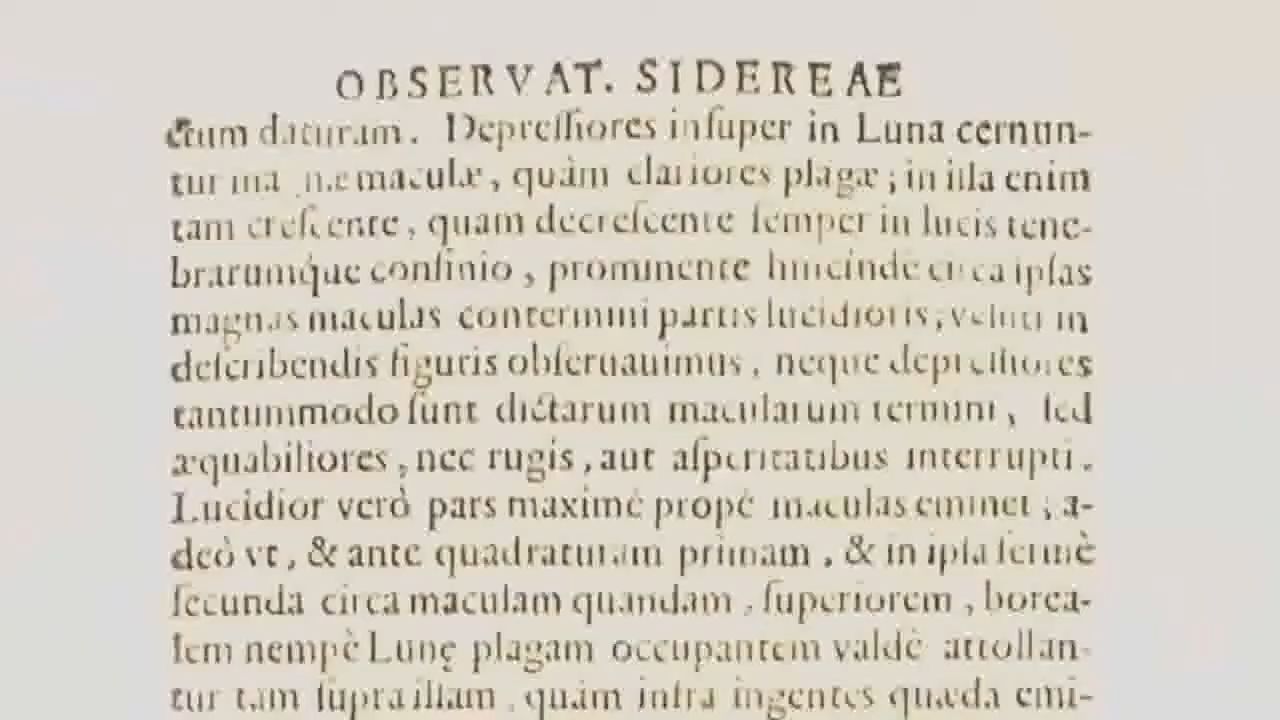 OBSERVAT. SIDEREAE
ctum daturam. Depreſſiores inſuper in Luna cernun-
tur maculæ, quàm clariores plagæ; in illa enim
tam creſcente, quam decreſcente ſemper in lucis tene-
brarumq́ue confinio, prominente hincinde circa ipſas
magnas maculas contermini partis lucidioris; veluti in
deſcribendis figuris obſeruauimus, neque depreſſiores
tantummodo ſunt dictarum macularum termini, ſed
æquabiliores, nec rugis, aut aſperitatibus interrupti.
Lucidior verò pars maximè propè maculas eminet; a-
deò vt, & ante quadraturam primam, & in ipſa fermè
ſecunda circa maculam quandam, ſuperiorem, borea-
lem nempè Lunę plagam occupantem valdè attollan-
tur tam ſupra illam, quàm infra ingentes quæda emi-